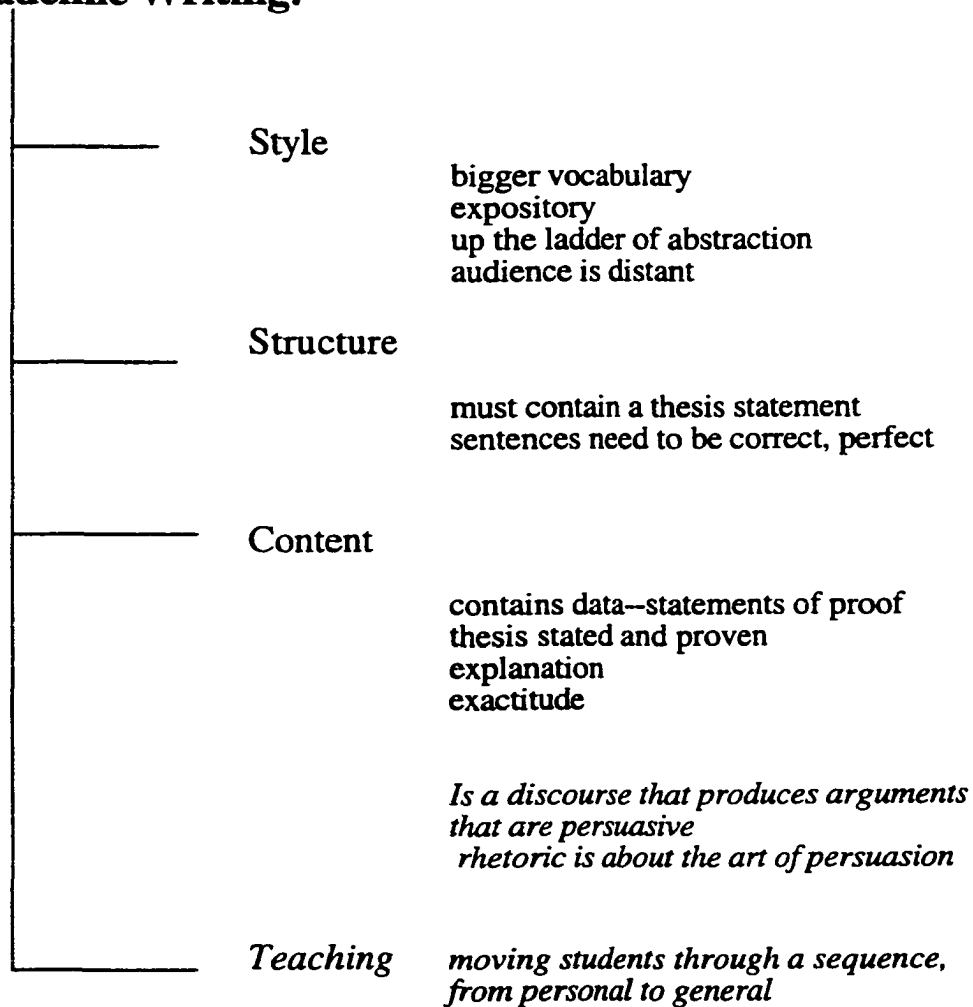 Writing:
Style
bigger vocabulary
expository
up the ladder of abstraction
audience is distant
Structure
must contain a thesis statement
sentences need to be correct, perfect
Content
contains data--statements of proof
thesis stated and proven
explanation
exactitude
Is a discourse that produces arguments
that are persuasive
rhetoric is about the art of persuasion
Teaching moving students through a sequence,
from personal to general